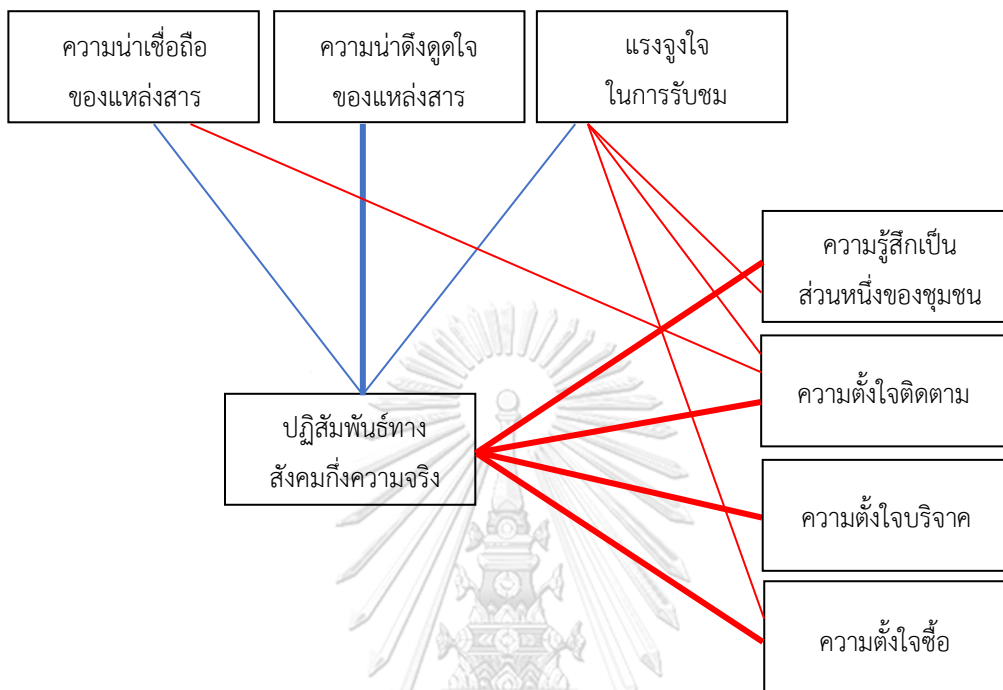 ความน่าเชื่อถือ
ของแหล่งสาร
ความน่าดึงดูดใจ
ของแหล่งสาร
แรงจูงใจ
ในการรับชม
ความรู้สึกเป็น
ส่วนหนึ่งของชุมชน
ความตั้งใจติดตาม
ปฏิสัมพันธ์ทาง
สังคมกึ่งความจริง
ความตั้งใจบริจาค
ความตั้งใจซื้อ